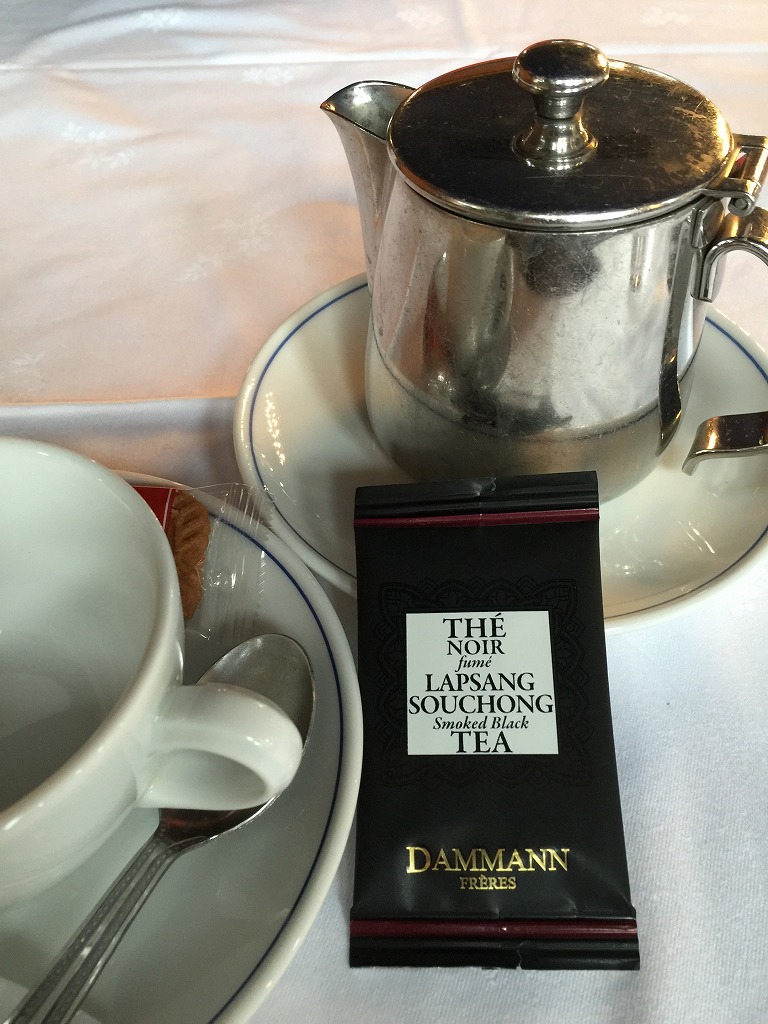 THÉ
NOIR
fumé
LAPSANG
SOUCHONG
Smoked Black
TEA
DAMMANN
FRÈRES